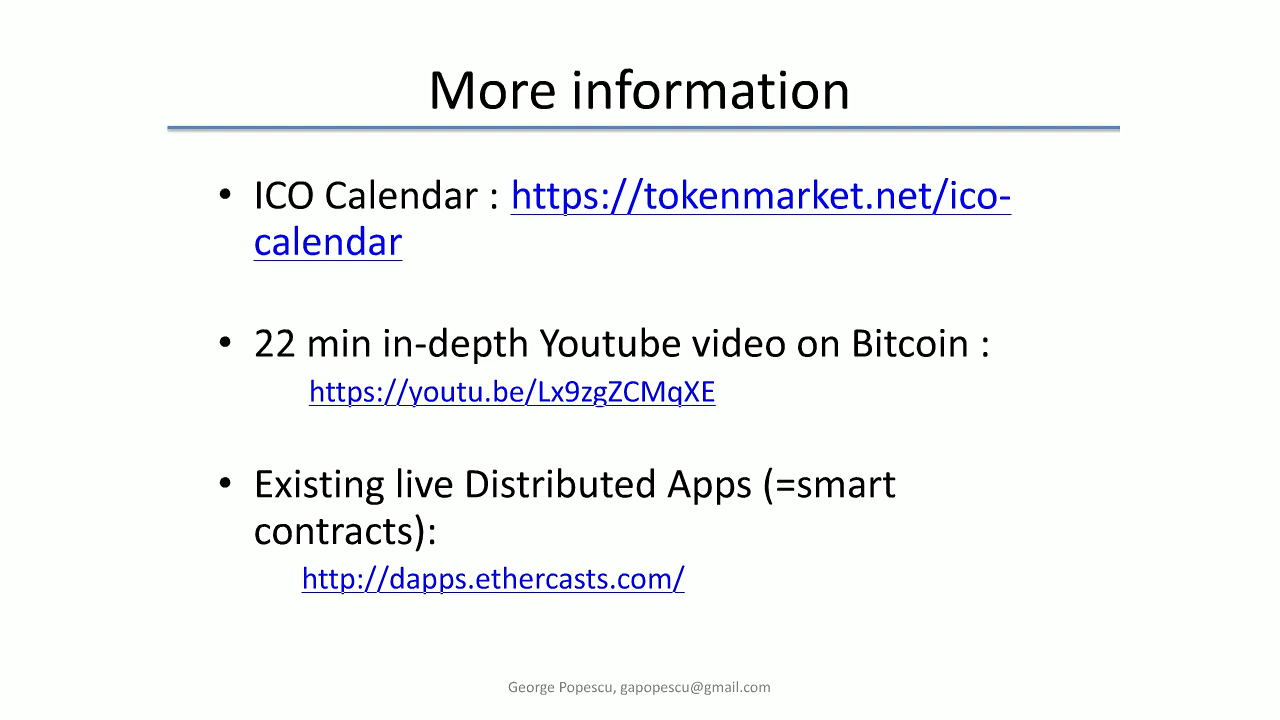 More information
• ICO Calendar : https://tokenmarket.net/ico-
calendar
• 22 min in-depth Youtube video on Bitcoin :
https://youtu.be/Lx9zgZCMqXE
• Existing live Distributed Apps (=smart
contracts):
http://dapps.ethercasts.com/
George Popescu, gapopescu@gmail.com